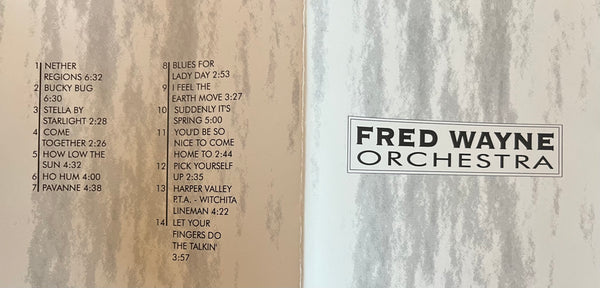 1 NETHER
REGIONS 6:32
2 BUCKY BUG
6:30
3 STELLA BY
STARLIGHT 2:28
4 COME
TOGETHER 2:26
5 HOW LOW THE
SUN 4:32
6 HO HUM 4:00
7 PAVANNE 4:38
8 BLUES FOR
LADY DAY 2:53
9 I FEEL THE
EARTH MOVE 3:27
10 SUDDENLY IT'S
SPRING 5:00
11 YOU'D BE SO
NICE TO COME
HOME TO 2:44
12 PICK YOURSELF
UP 2:35
13 HARPER VALLEY
P.T.A. - WITCHITA
LINEMAN 4:22
14 LET YOUR
FINGERS DO
THE TALKIN'
3:57
FRED WAYNE
ORCHESTRA